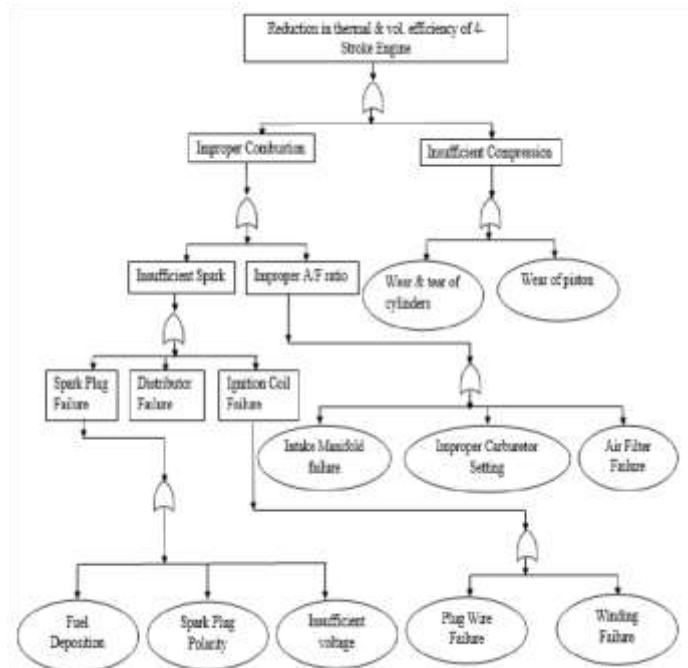 Reduction in thermal & vol. efficiency of 4-
Stroke Engine
Improper Combustion
Insufficient Compression
Insufficient Spark
Improper A/F ratio
Wear & tear of
cylinders
Wear of piston
Spark Plug
Failure
Distributor
Failure
Ignition Coil
Failure
Intake Manifold
failure
Improper Carburetor
Setting
Air Filter
Failure
Fuel
Deposition
Spark Plug
Polarity
Insufficient
voltage
Plug Wire
Failure
Winding
Failure